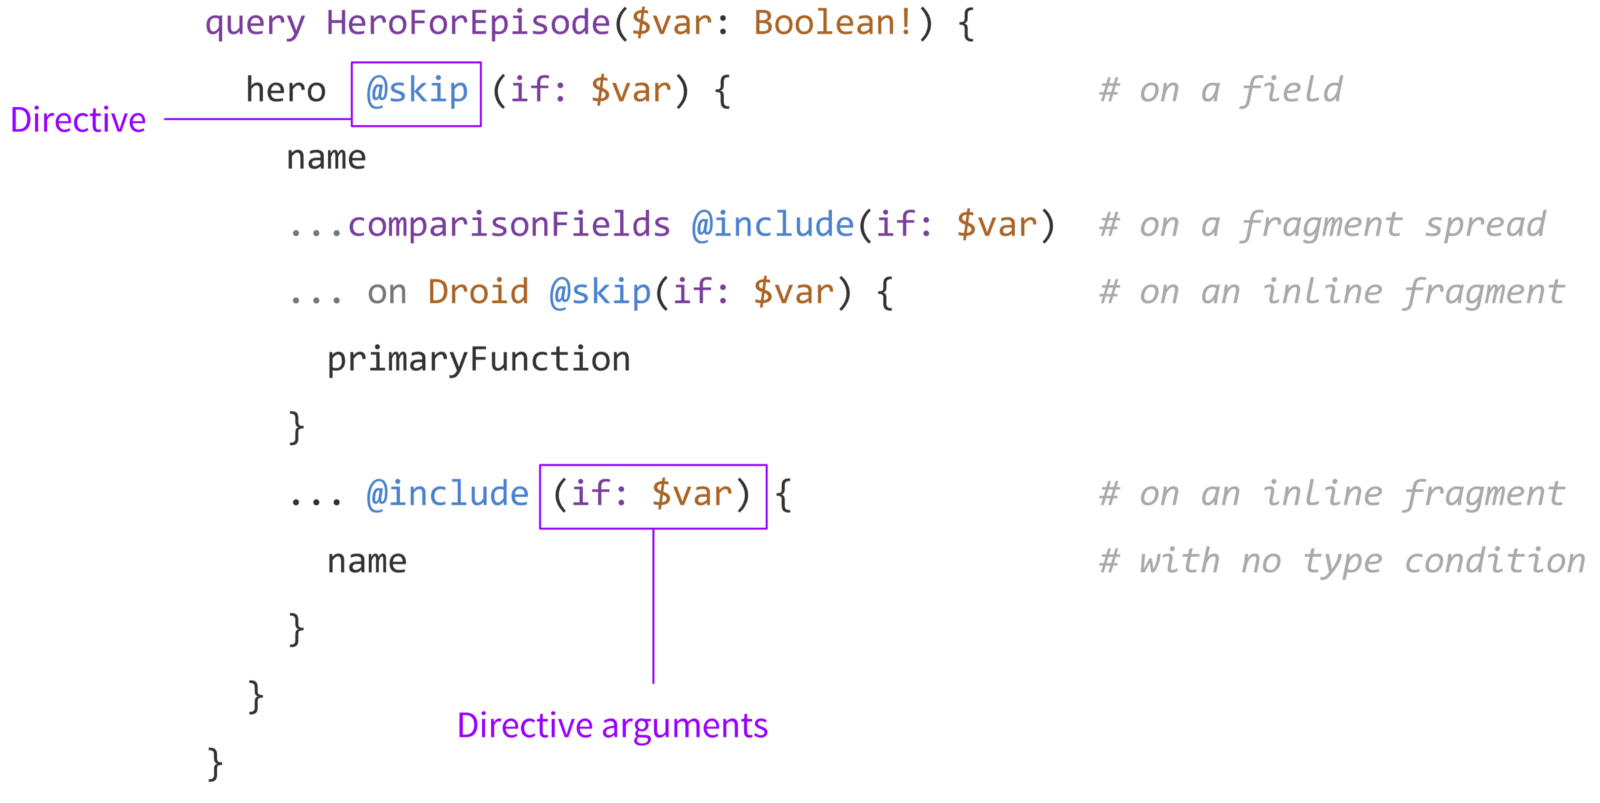 query HeroForEpisode($var: Boolean!) {
hero @skip (if: $var) { # on a field
Directive
name
...comparisonFields @include(if: $var) # on a fragment spread
... on Droid @skip(if: $var) { # on an inline fragment
primaryFunction
}
... @include (if: $var) { # on an inline fragment
name # with no type condition
}
}
Directive arguments
}